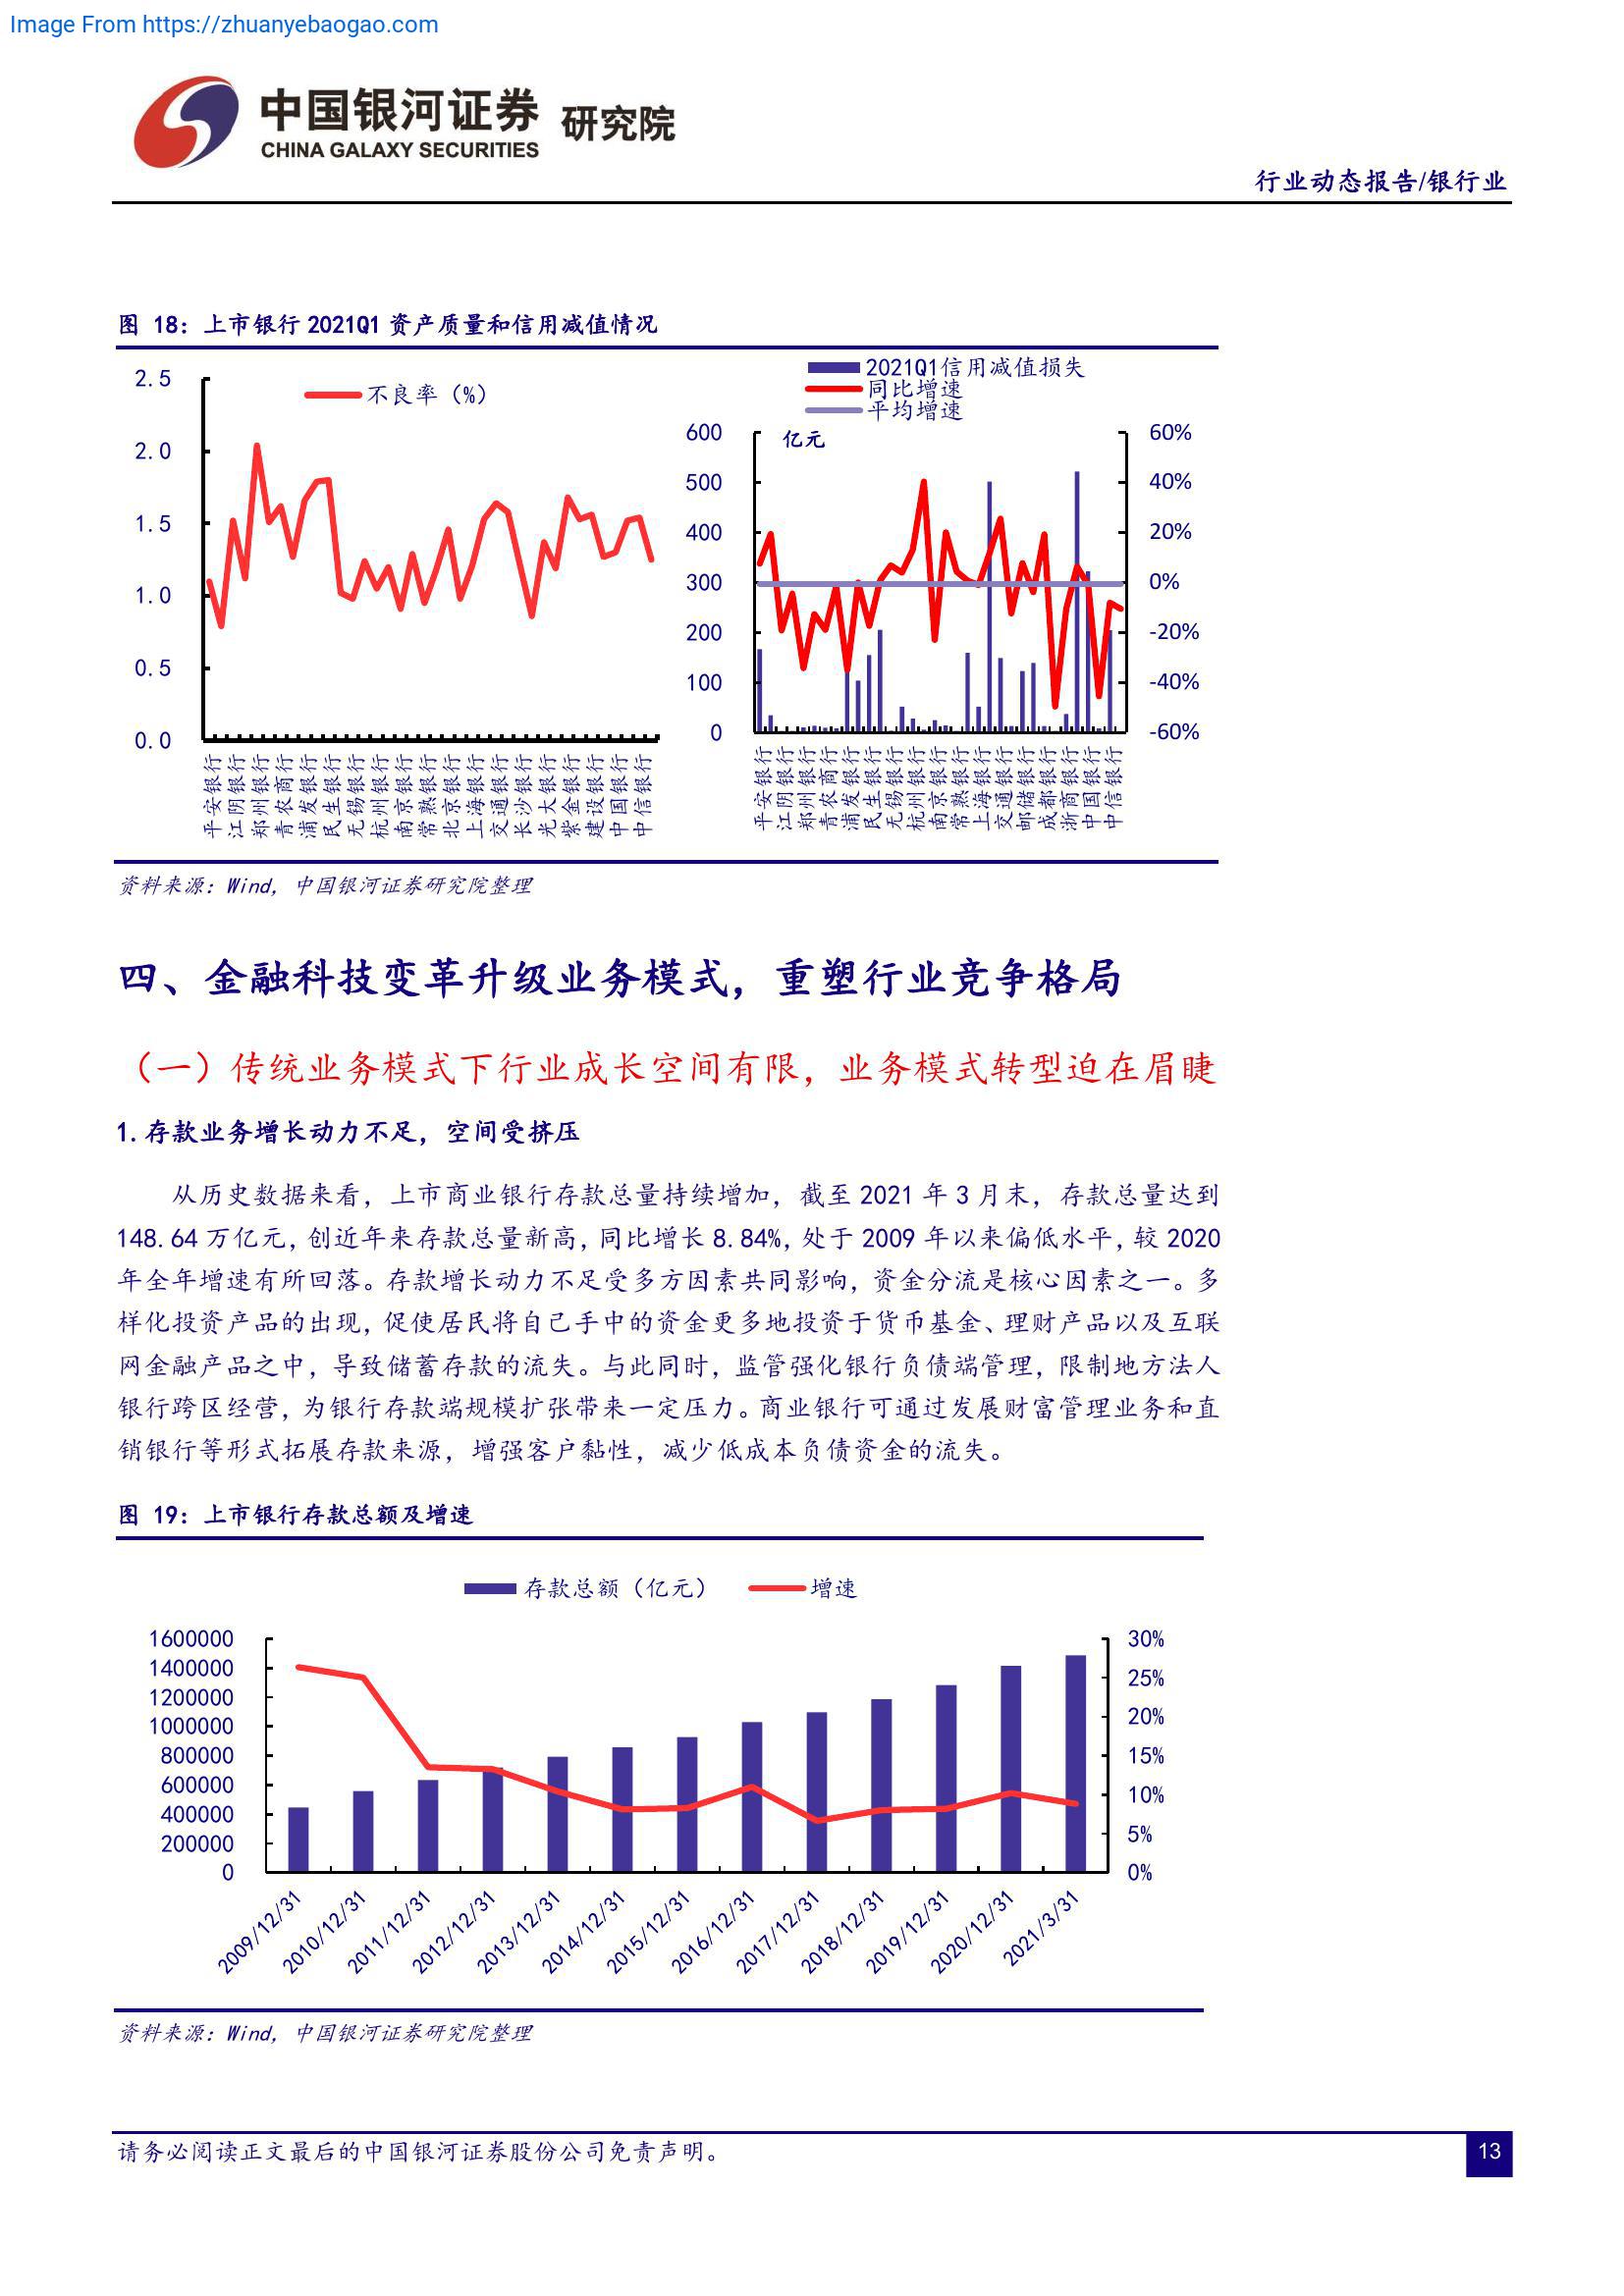 Image From https://zhuanyebaogao.com
中国银河证券 研究院
CHINA GALAXY SECURITIES
行业动态报告/银行业
图 18：上市银行 2021Q1 资产质量和信用减值情况
不良率（%）
2.5
2.0
1.5
1.0
0.5
0.0
平安银行
江阴银行
郑州银行
青农商行
浦发银行
民生银行
无锡银行
杭州银行
南京银行
常熟银行
北京银行
上海银行
交通银行
长沙银行
光大银行
紫金银行
建设银行
中国银行
中信银行
2021Q1信用减值损失
同比增速
平均增速
亿元
600
500
400
300
200
100
0
60%
40%
20%
0%
-20%
-40%
-60%
平安银行
江阴银行
郑州银行
青农商行
浦发银行
民生银行
无锡银行
杭州银行
南京银行
常熟银行
上海银行
交通银行
邮储银行
成都银行
浙商银行
中国银行
中信银行
资料来源：Wind，中国银河证券研究院整理
四、金融科技变革升级业务模式，重塑行业竞争格局
（一）传统业务模式下行业成长空间有限，业务模式转型迫在眉睫
1.存款业务增长动力不足，空间受挤压
从历史数据来看，上市商业银行存款总量持续增加，截至 2021 年 3 月末，存款总量达到
148.64 万亿元，创近年来存款总量新高，同比增长 8.84%，处于 2009 年以来偏低水平，较 2020
年全年增速有所回落。存款增长动力不足受多方因素共同影响，资金分流是核心因素之一。多
样化投资产品的出现，促使居民将自己手中的资金更多地投资于货币基金、理财产品以及互联
网金融产品之中，导致储蓄存款的流失。与此同时，监管强化银行负债端管理，限制地方法人
银行跨区经营，为银行存款端规模扩张带来一定压力。商业银行可通过发展财富管理业务和直
销银行等形式拓展存款来源，增强客户黏性，减少低成本负债资金的流失。
图 19：上市银行存款总额及增速
存款总额（亿元） 增速
1600000
1400000
1200000
1000000
800000
600000
400000
200000
0
30%
25%
20%
15%
10%
5%
0%
2009/12/31
2010/12/31
2011/12/31
2012/12/31
2013/12/31
2014/12/31
2015/12/31
2016/12/31
2017/12/31
2018/12/31
2019/12/31
2020/12/31
2021/3/31
资料来源：Wind，中国银河证券研究院整理
请务必阅读正文最后的中国银河证券股份公司免责声明。
13